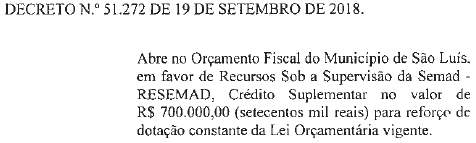 DECRETO N.º 51.272 DE 19 DE SETEMBRO DE 2018.
Abre no Orçamento Fiscal do Município de São Luís,
em favor de Recursos Sob a Supervisão da Semad -
RESEMAD, Crédito Suplementar no valor de
R$ 700.000,00 (setecentos mil reais) para reforço de
dotação constante da Lei Orçamentária vigente.